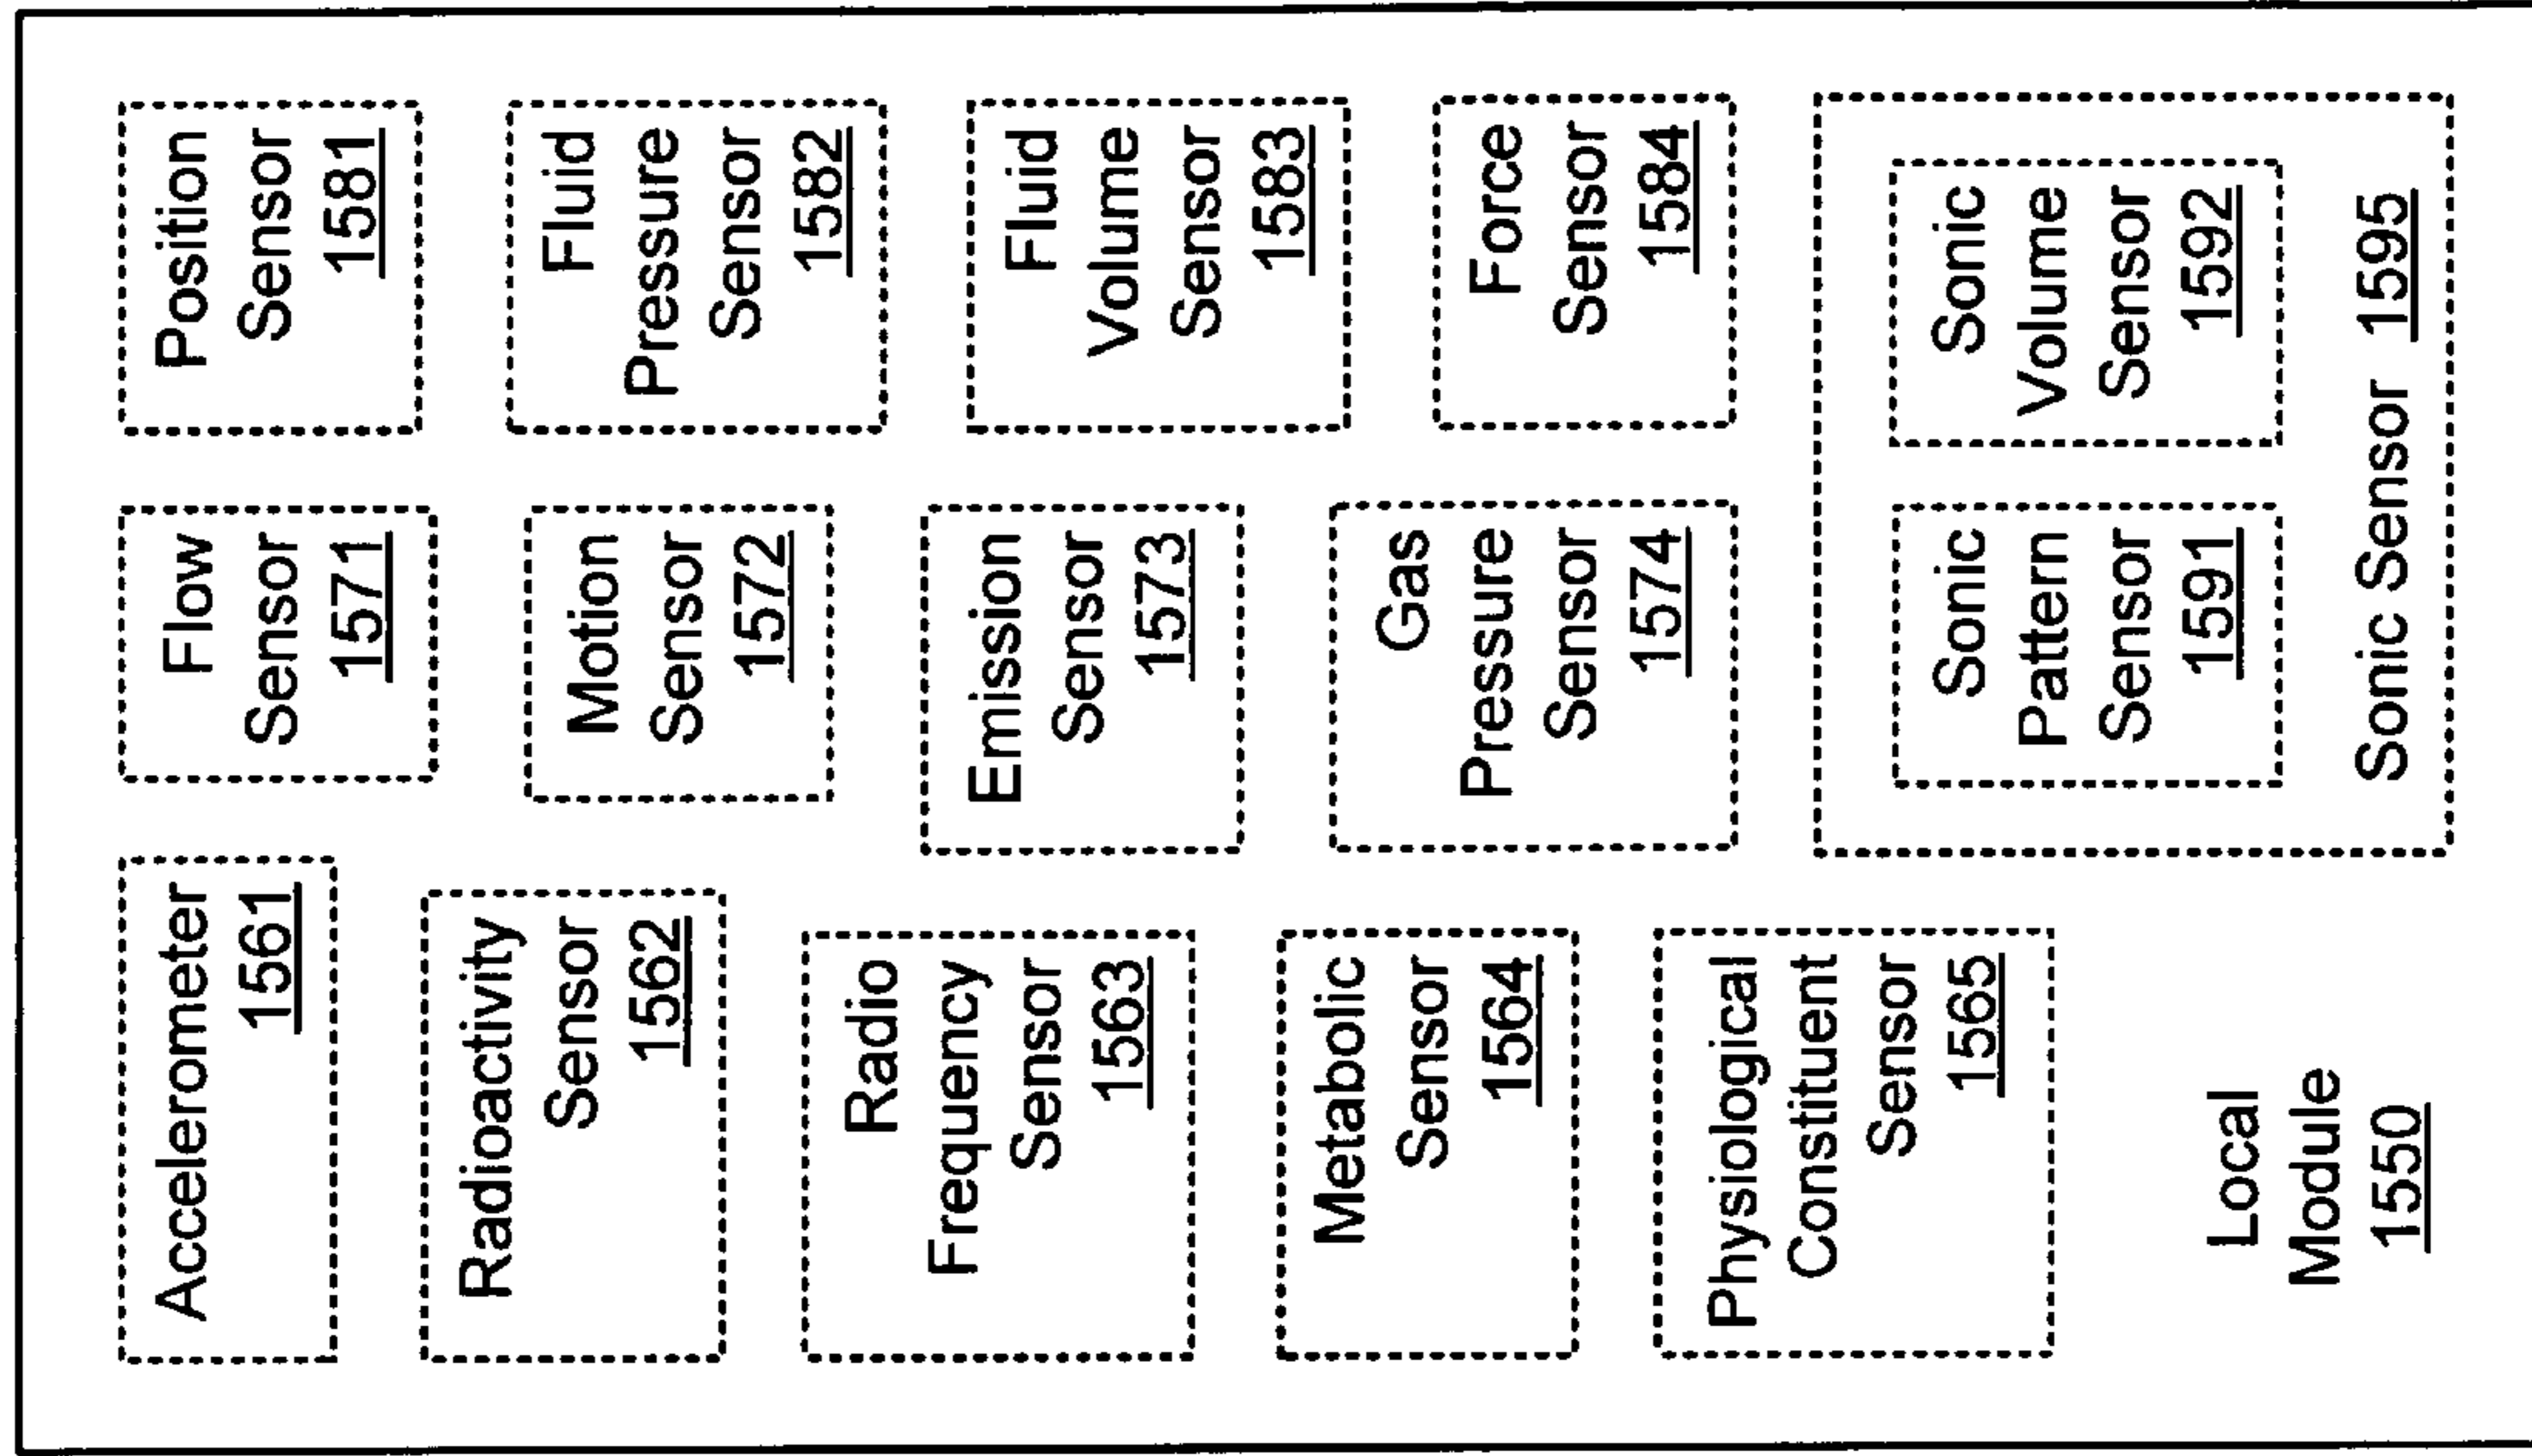 Accelerometer
1561
Radioactivity
Sensor
1562
Radio
Frequency
Sensor
1563
Metabolic
Sensor
1564
Physiological
Constituent
Sensor
1565
Local
Module
1550
Flow
Sensor
1571
Motion
Sensor
1572
Emission
Sensor
1573
Gas
Pressure
Sensor
1574
Position
Sensor
1581
Fluid
Pressure
Sensor
1582
Fluid
Volume
Sensor
1583
Force
Sensor
1584
Sonic
Pattern
Sensor
1591
Sonic
Volume
Sensor
1592
Sonic Sensor 1595